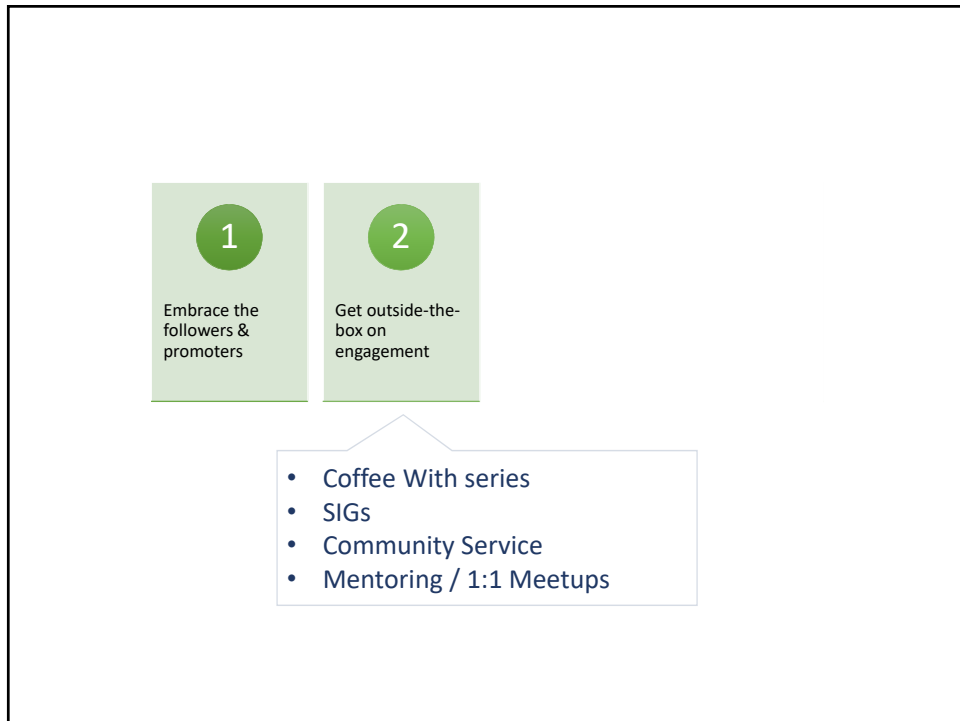 1
Embrace the
followers &
promoters
2
Get outside-the-
box on
engagement
• Coffee With series
• SIGs
• Community Service
• Mentoring / 1:1 Meetups